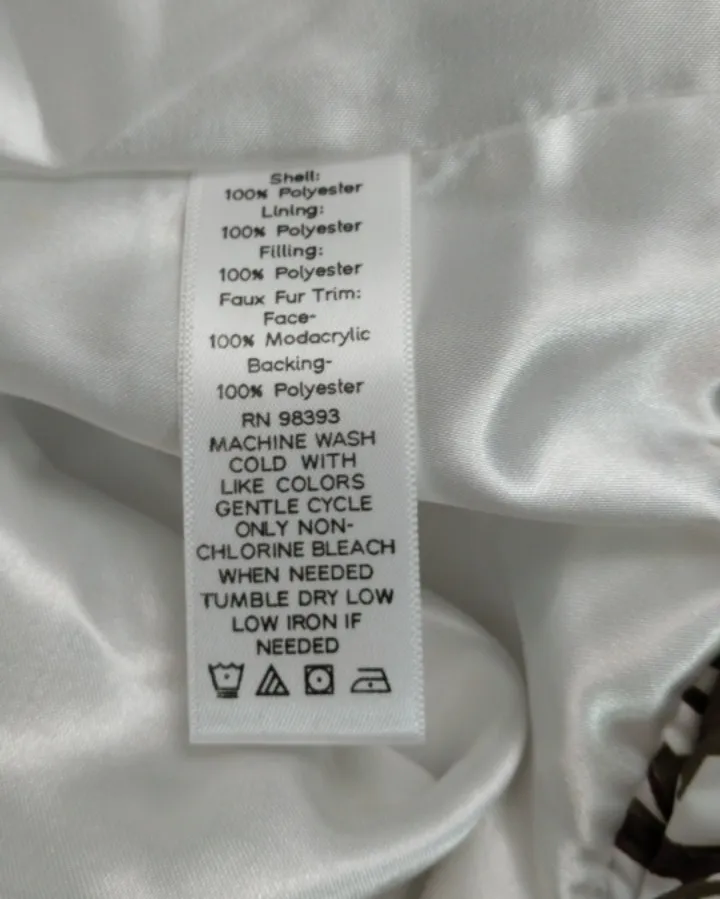 Shell:
100% Polyester
Lining:
100% Polyester
Filling:
100% Polyester
Faux Fur Trim:
Face-
100% Modacrylic
Backing-
100% Polyester
RN 98393
MACHINE WASH
COLD WITH
LIKE COLORS
GENTLE CYCLE
ONLY NON-
CHLORINE BLEACH
WHEN NEEDED
TUMBLE DRY LOW
LOW IRON IF
NEEDED